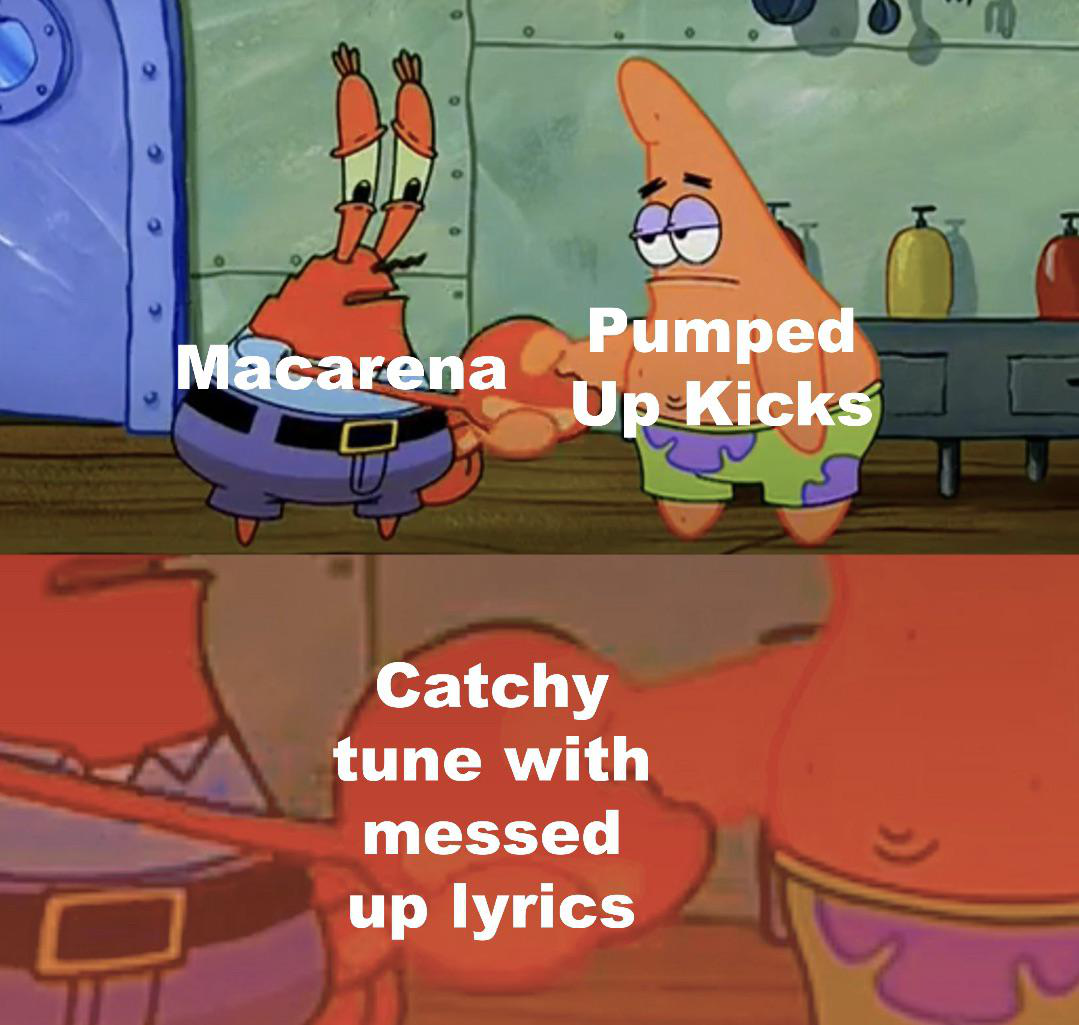 Macarena
Pumped
Up Kicks
Catchy
tune with
messed
up lyrics